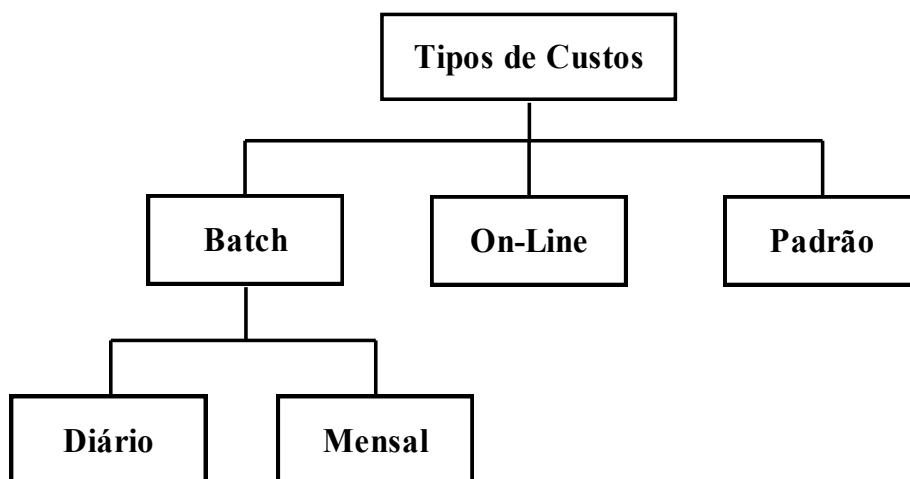 Tipos de Custos
Batch
On-Line
Padrão
Diário
Mensal